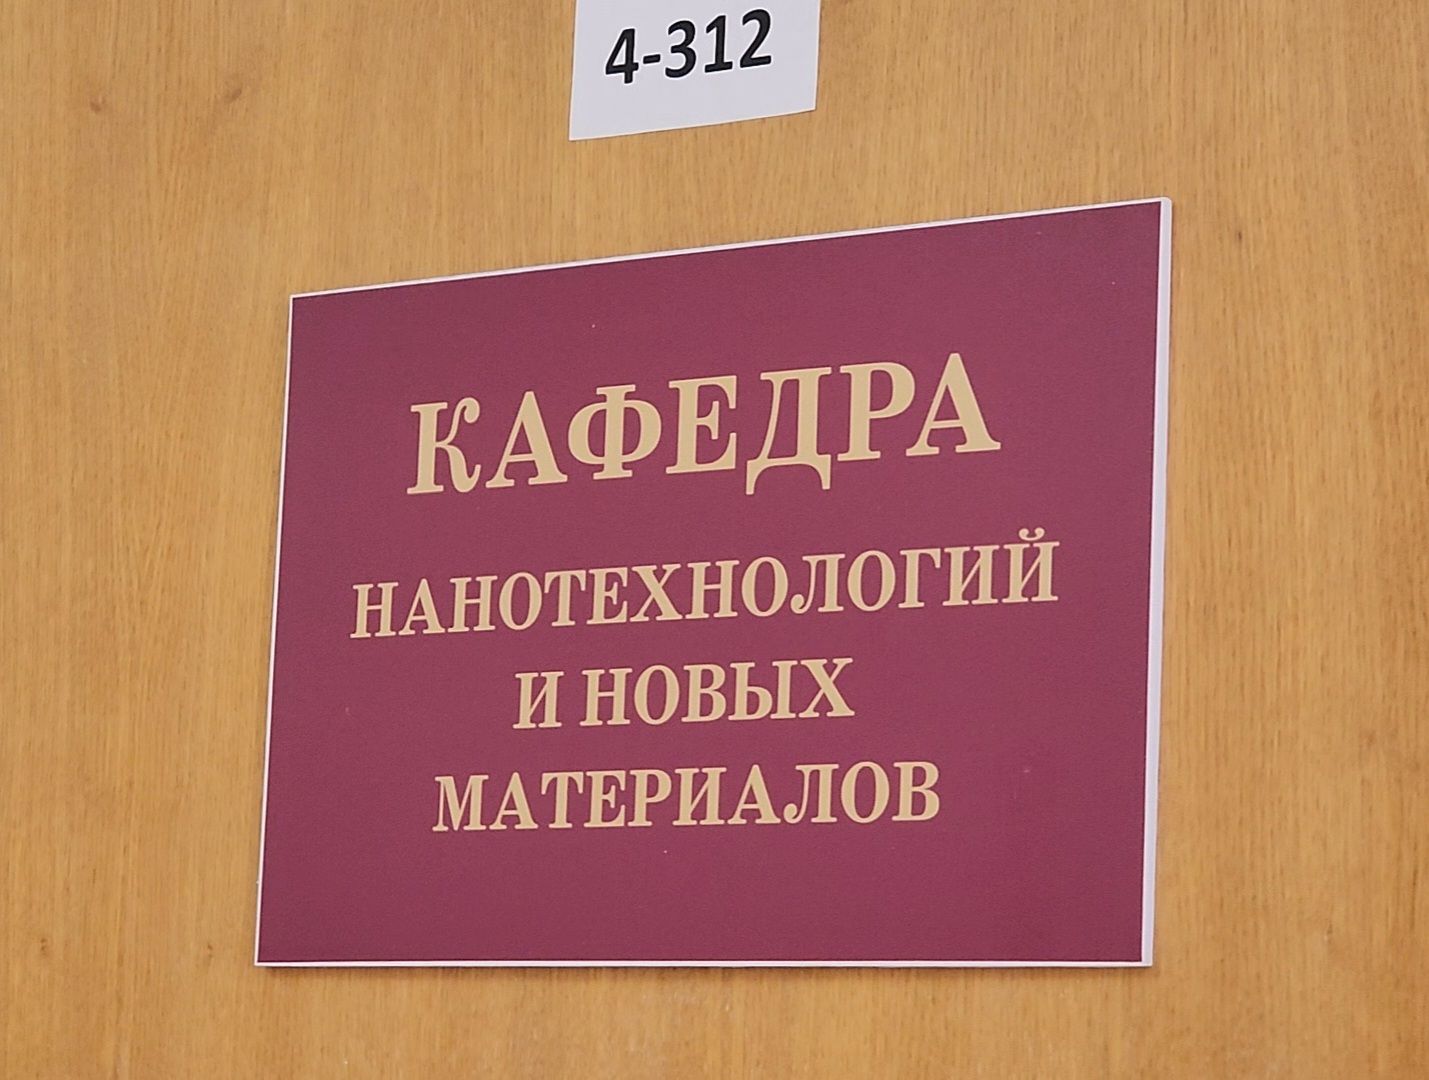 4-312
КАФЕДРА
НАНОТЕХНОЛОГИЙ
И НОВЫХ
МАТЕРИАЛОВ